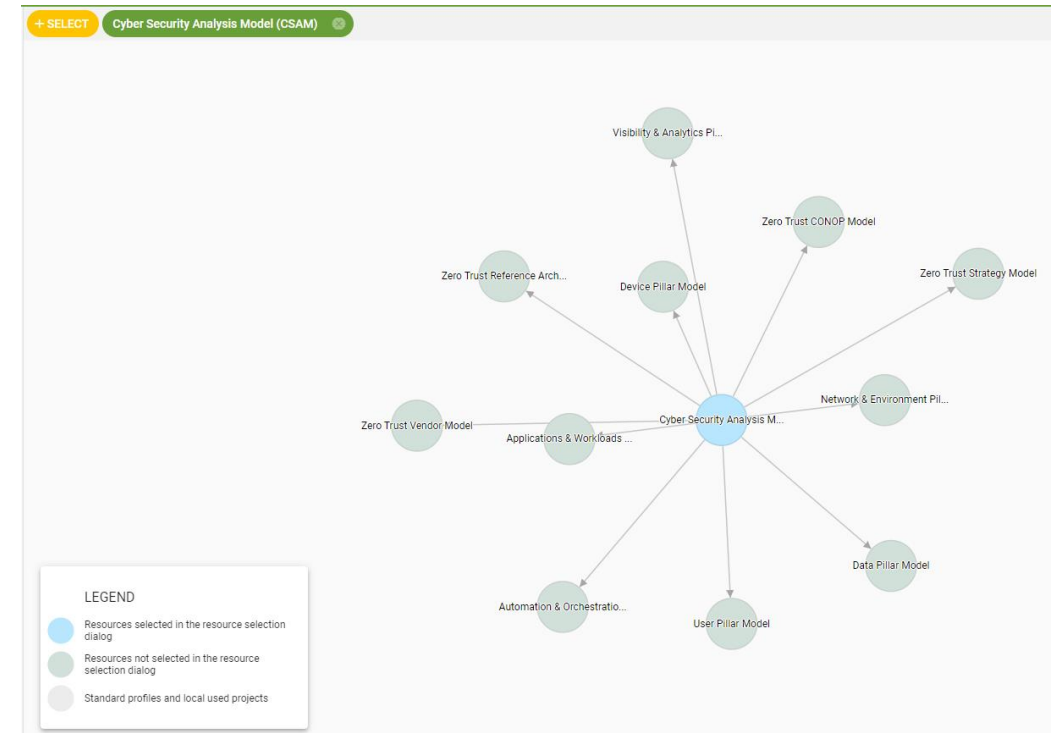 + SELECT
Cyber Security Analysis Model (CSAM)
Visibility & Analytics Pi...
Zero Trust CONOP Model
Zero Trust Reference Arch...
Device Pillar Model
Zero Trust Strategy Model
Network & Environment Pil...
Cyber Security Analysis M...
Zero Trust Vendor Model
Applications & Workloads ...
Data Pillar Model
Automation & Orchestratio...
User Pillar Model
LEGEND
Resources selected in the resource selection
dialog
Resources not selected in the resource
selection dialog
Standard profiles and local used projects